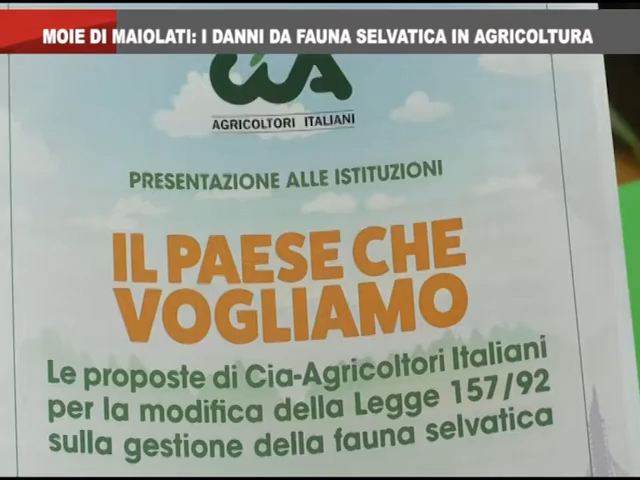 MOIE DI MAIOLATI: I DANNI DA FAUNA SELVATICA IN AGRICOLTURA
CIA
AGRICOLTORI ITALIANI
PRESENTAZIONE ALLE ISTITUZIONI
IL PAESE CHE
VOGLIAMO
Le proposte di Cia-Agricoltori Italiani
per la modifica della Legge 157/92
sulla gestione della fauna selvatica